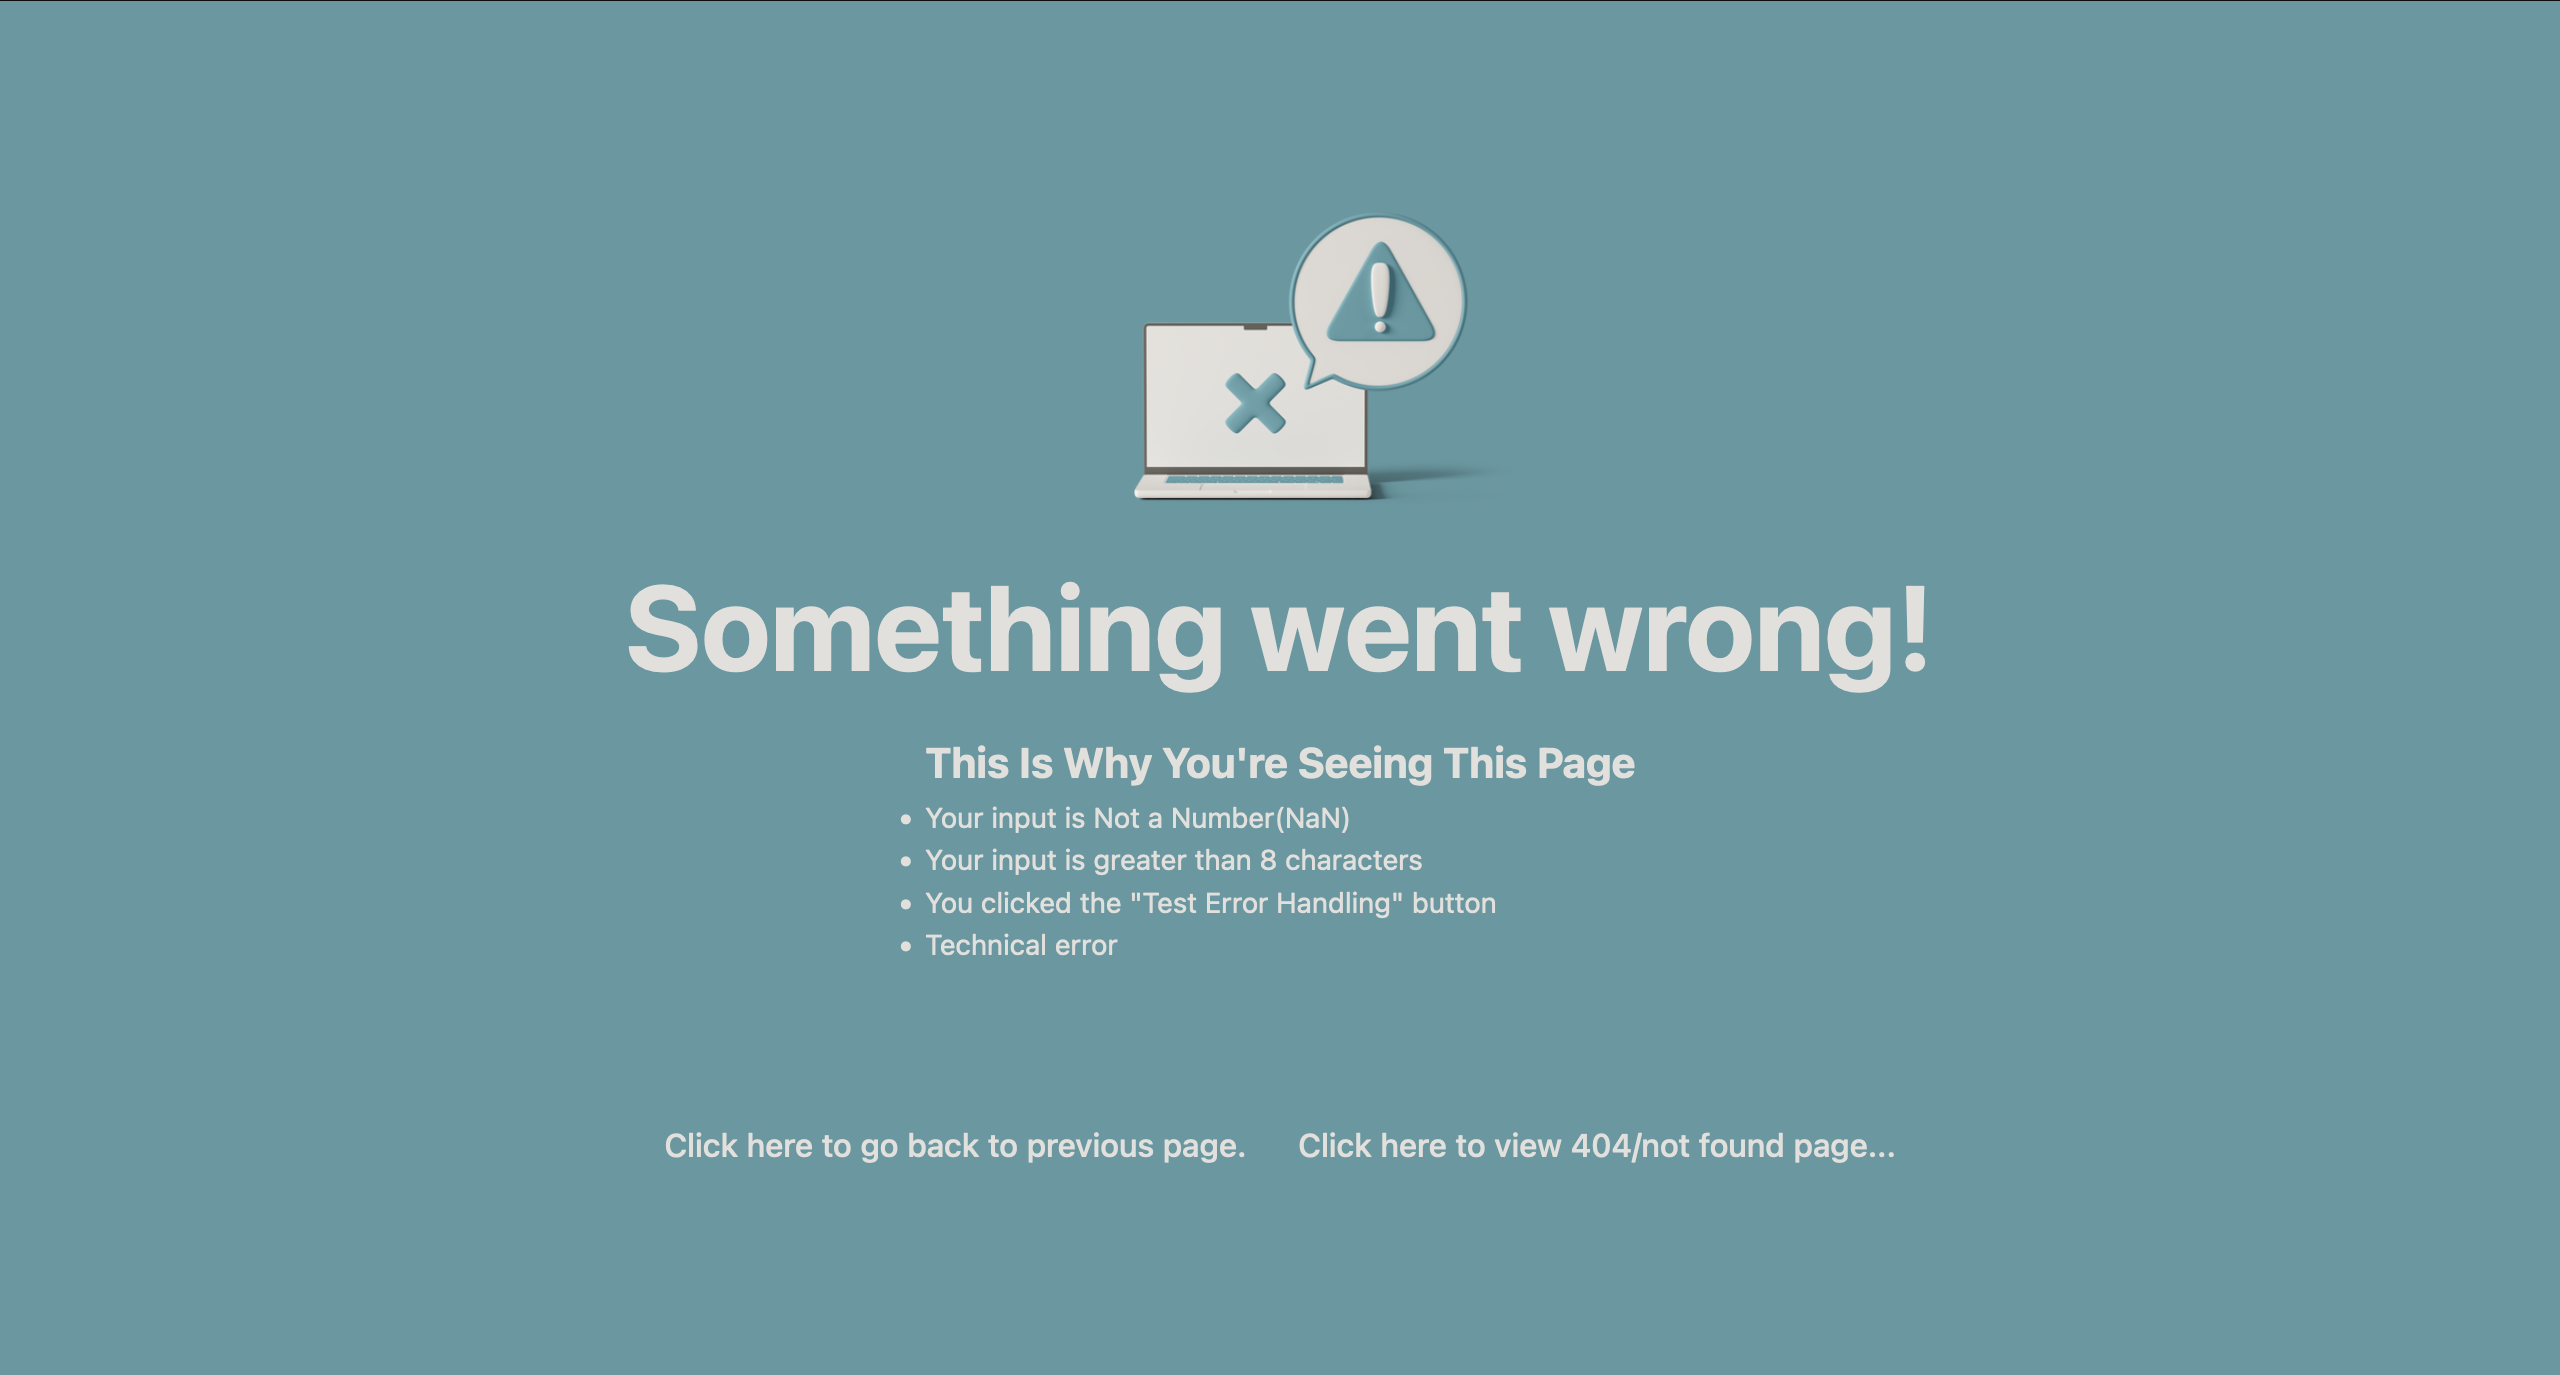 Something went wrong!
This Is Why You're Seeing This Page
Your input is Not a Number(NaN)
Your input is greater than 8 characters
You clicked the "Test Error Handling" button
Technical error
Click here to go back to previous page.
Click here to view 404/not found page...